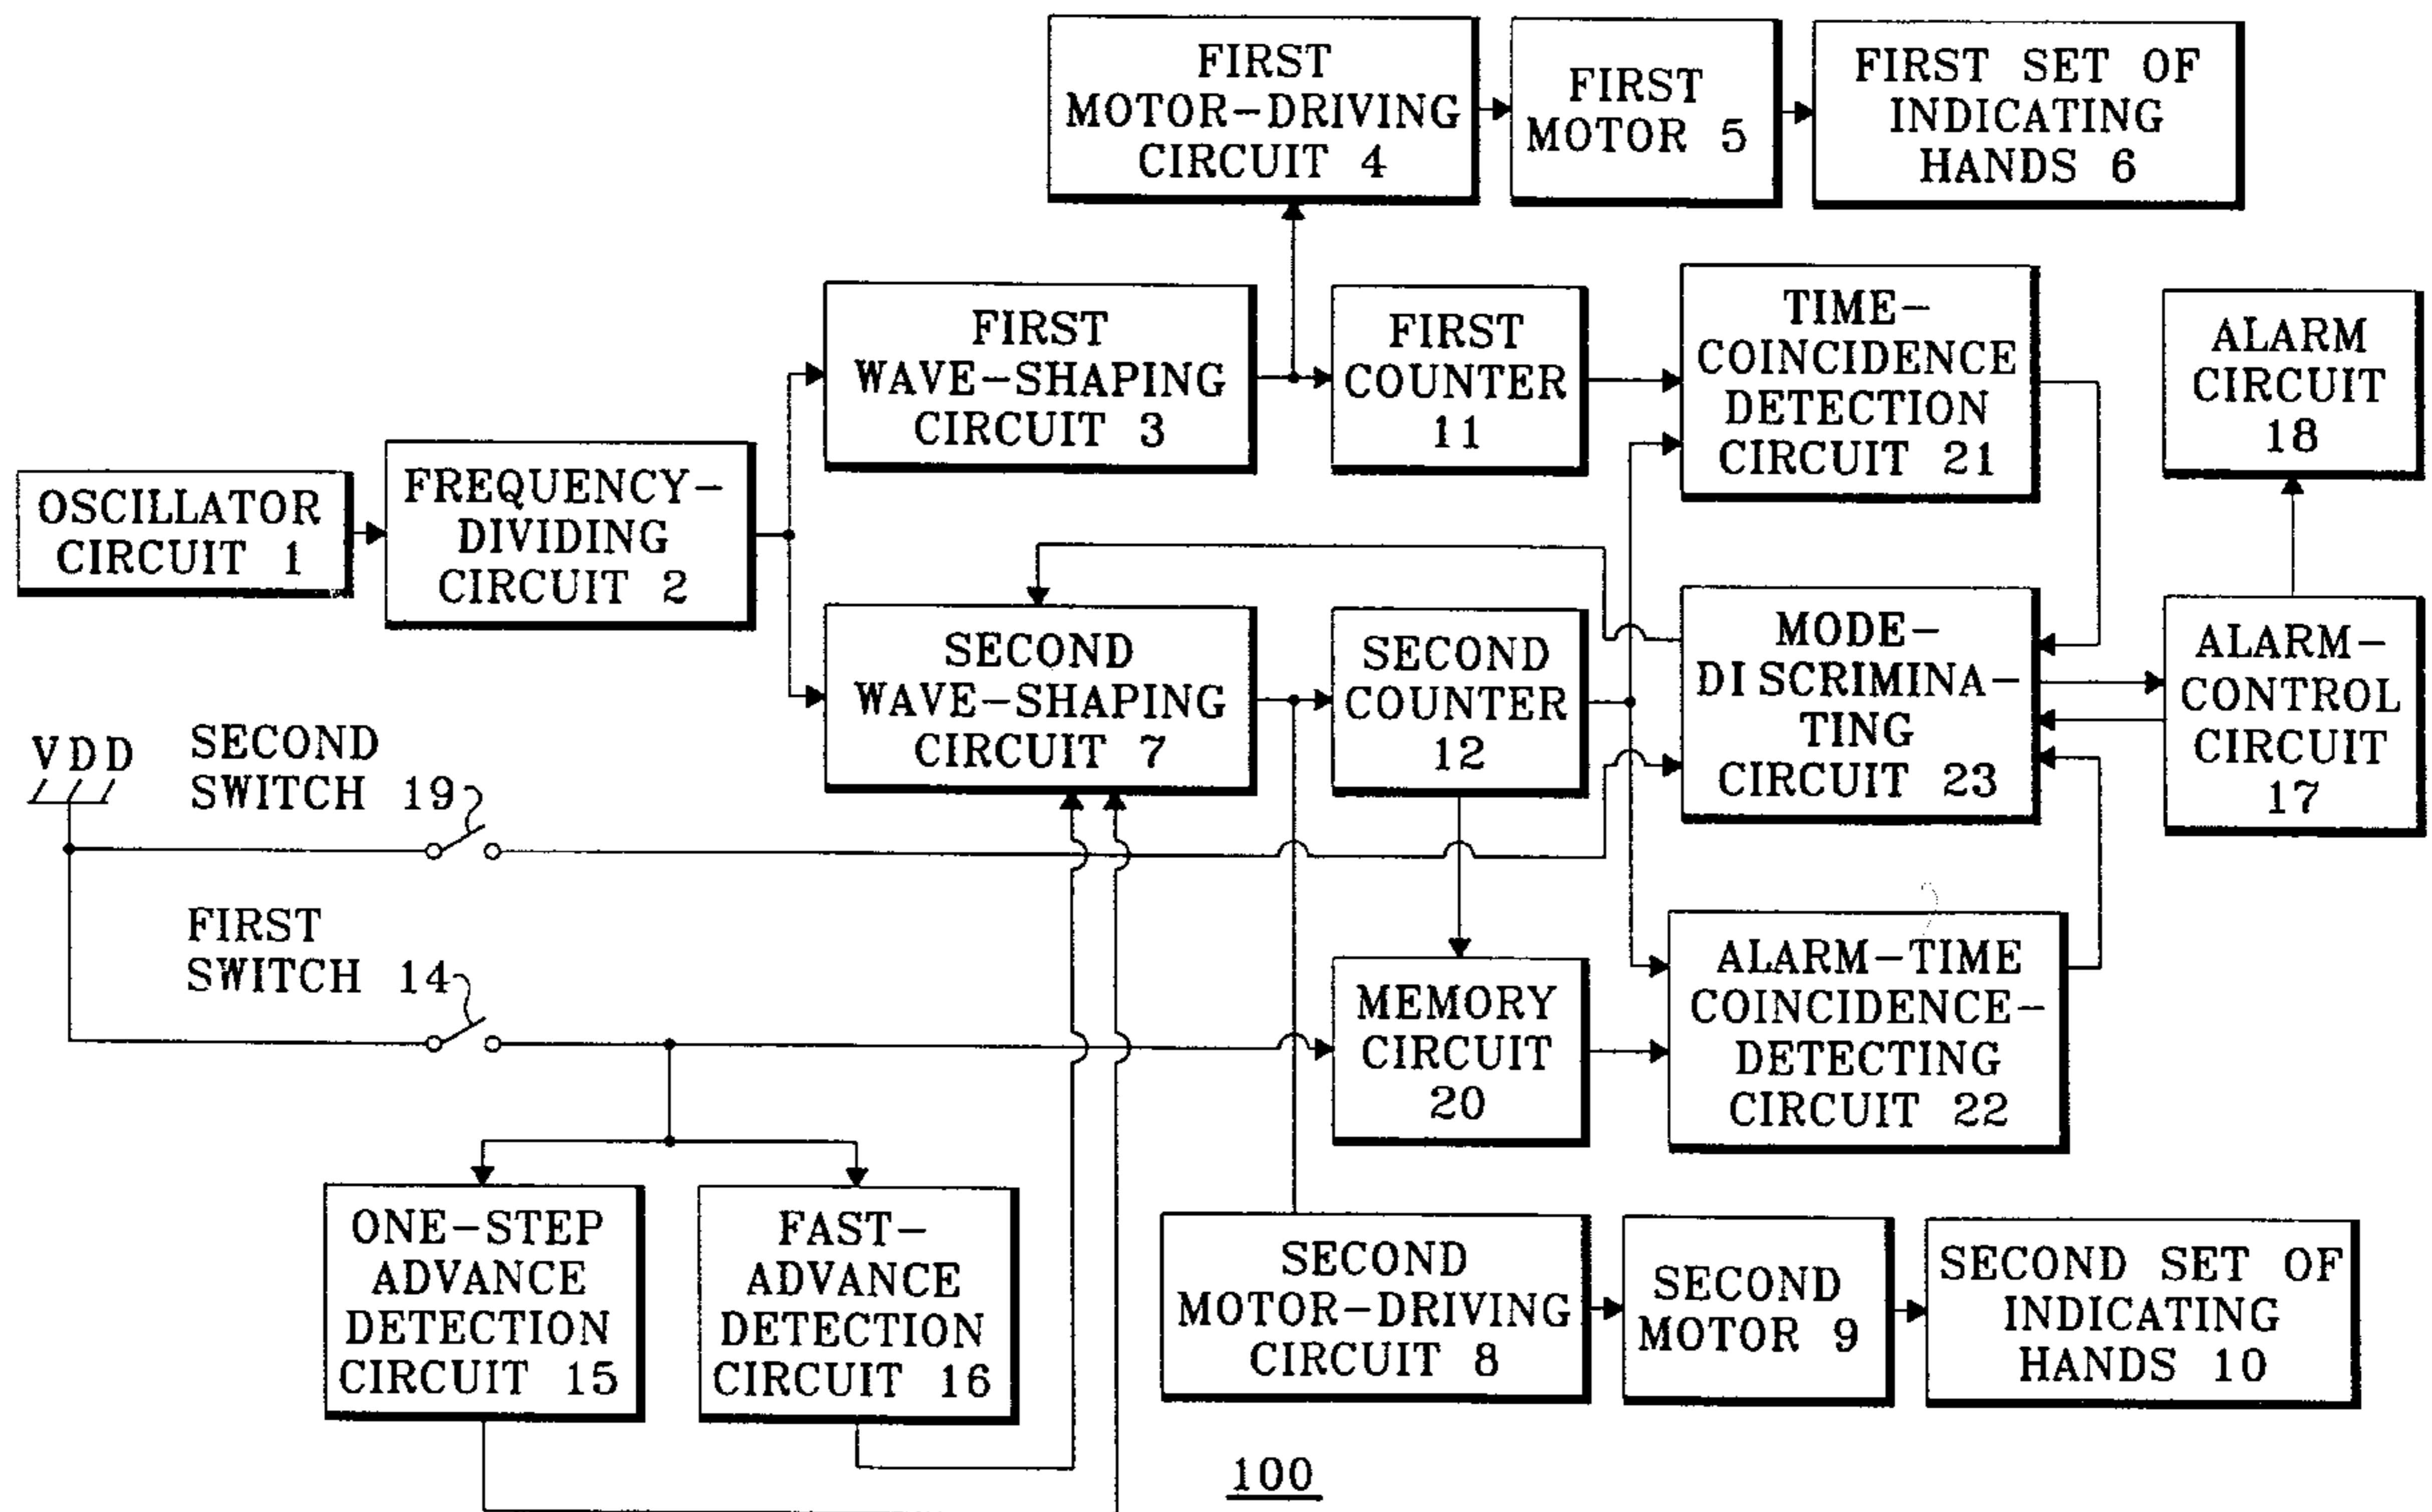 FIRST
MOTOR-DRIVING
CIRCUIT 4
FIRST
MOTOR 5
FIRST SET OF
INDICATING
HANDS 6
OSCILLATOR
CIRCUIT 1
FREQUENCY-
DIVIDING
CIRCUIT 2
FIRST
WAVE-SHAPING
CIRCUIT 3
FIRST
COUNTER
11
TIME-
COINCIDENCE
DETECTION
CIRCUIT 21
ALARM
CIRCUIT
18
SECOND
WAVE-SHAPING
CIRCUIT 7
SECOND
COUNTER
12
MODE-
DISCRIMINA-
TING
CIRCUIT 23
ALARM-
CONTROL
CIRCUIT
17
VDD
SECOND
SWITCH 19
FIRST
SWITCH 14
MEMORY
CIRCUIT
20
ALARM-TIME
COINCIDENCE-
DETECTING
CIRCUIT 22
ONE-STEP
ADVANCE
DETECTION
CIRCUIT 15
FAST-
ADVANCE
DETECTION
CIRCUIT 16
SECOND
MOTOR-DRIVING
CIRCUIT 8
SECOND
MOTOR 9
SECOND SET OF
INDICATING
HANDS 10
100